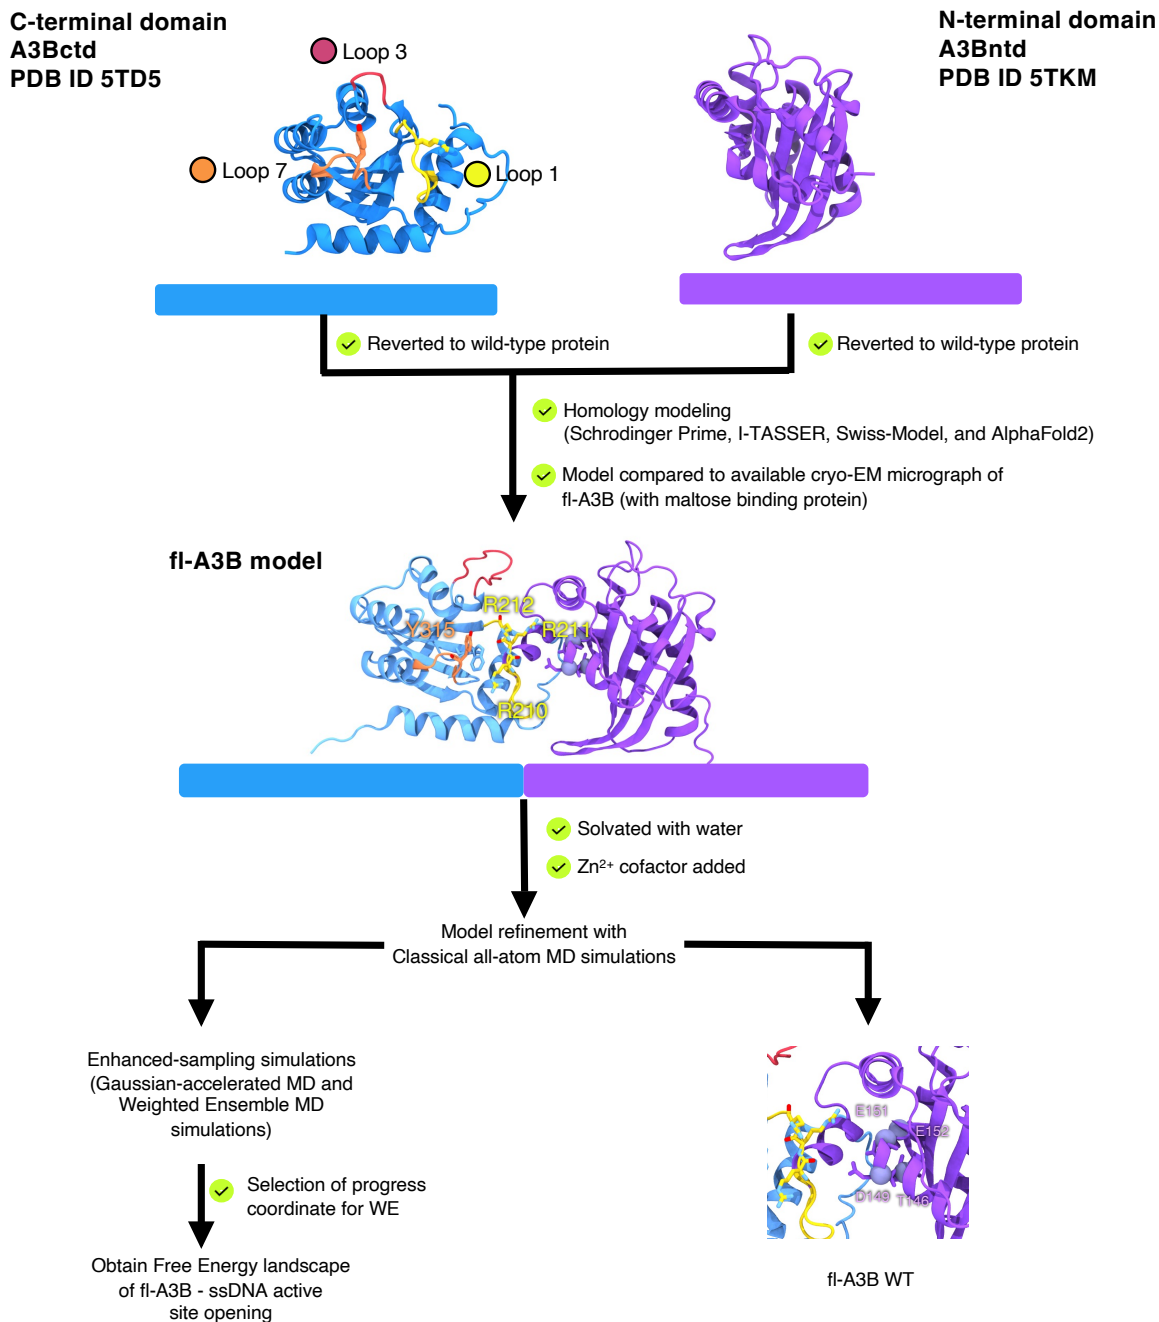 C-terminal domain
A3Bctd
PDB ID 5TD5
N-terminal domain
A3Bntd
PDB ID 5TKM
Loop 3
Loop 7
Loop 1
Reverted to wild-type protein
Reverted to wild-type protein
Homology modeling
(Schrodinger Prime, I-TASSER, Swiss-Model, and AlphaFold2)
Model compared to available cryo-EM micrograph of
fl-A3B (with maltose binding protein)
fl-A3B model
R212
Y315
R211
R210
Solvated with water
Zn²⁺ cofactor added
Model refinement with
Classical all-atom MD simulations
Enhanced-sampling simulations
(Gaussian-accelerated MD and
Weighted Ensemble MD
simulations)
Selection of progress
coordinate for WE
Obtain Free Energy landscape
of fl-A3B - ssDNA active
site opening
E151
E152
D149
T146
fl-A3B WT